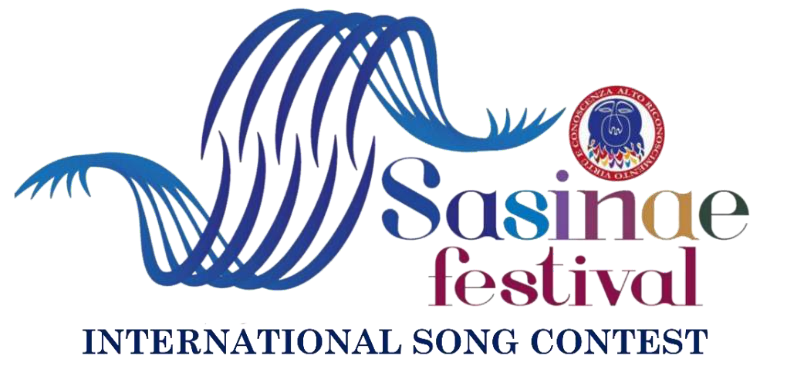 ALTO RICONOSCIMENTO VIRTÙ E CONOSCENZA
Sasinae
festival
INTERNATIONAL SONG CONTEST